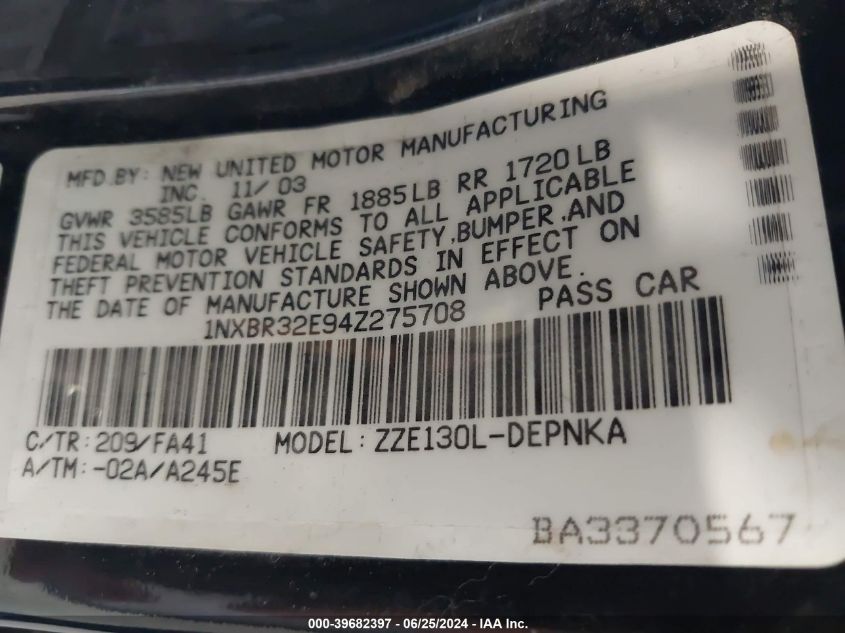 MFD.BY: NEW UNITED MOTOR MANUFACTURING
INC. 11/03
GVWR 3585LB GAWR FR 1885LB RR 1720LB
THIS VEHICLE CONFORMS TO ALL APPLICABLE
FEDERAL MOTOR VEHICLE SAFETY,BUMPER,AND
THEFT PREVENTION STANDARDS IN EFFECT ON
THE DATE OF MANUFACTURE SHOWN ABOVE.
1NXBR32E94Z275708 PASS CAR
C/TR:209/FA41 MODEL:ZZE130L-DEPNKA
A/TM:-02A/A245E
BA3370567
000-39682397 - 06/25/2024 - IAA Inc.